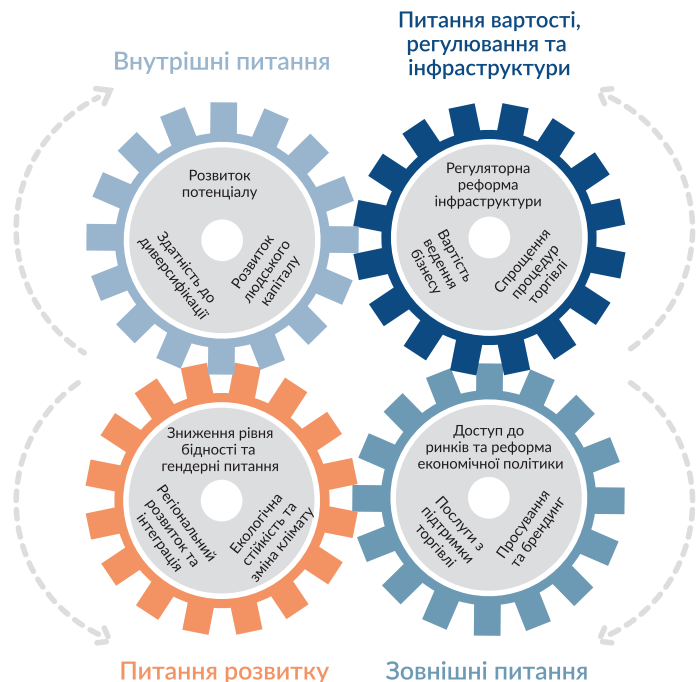 Внутрішні питання
Питання вартості,
регулювання та
інфраструктури
Розвиток
потенціалу
Здатність до
диверсифікації
Розвиток
людського
капіталу
Регуляторна
реформа
інфраструктури
Вартість
ведення
бізнесу
Спрощення
процедур
торгівлі
Зниження рівня
бідності та
гендерні питання
Регіональний
розвиток та
інтеграція
Екологічна
стійкість та
зміна клімату
Доступ до
ринків та реформа
економічної політики
Послуги з
підтримки
торгівлі
Просування
та брендинг
Питання розвитку
Зовнішні питання